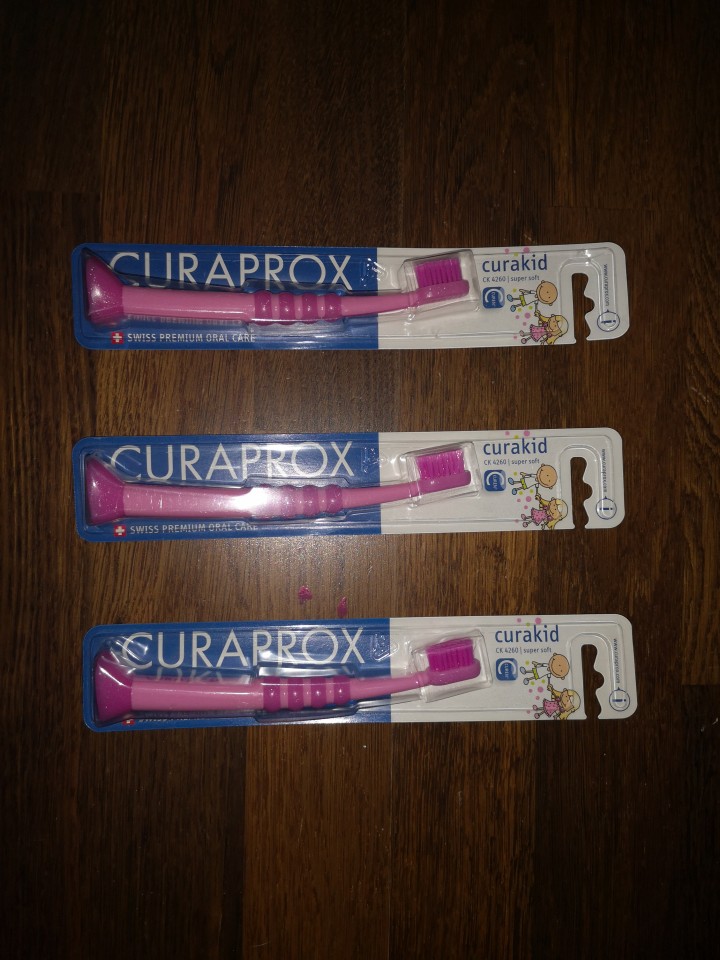 CURAPROX
curakid
CK 4260 | super soft
SWISS PREMIUM ORAL CARE
CURAPROX
curakid
CK 4260 | super soft
SWISS PREMIUM ORAL CARE
CURAPROX
curakid
CK 4260 | super soft